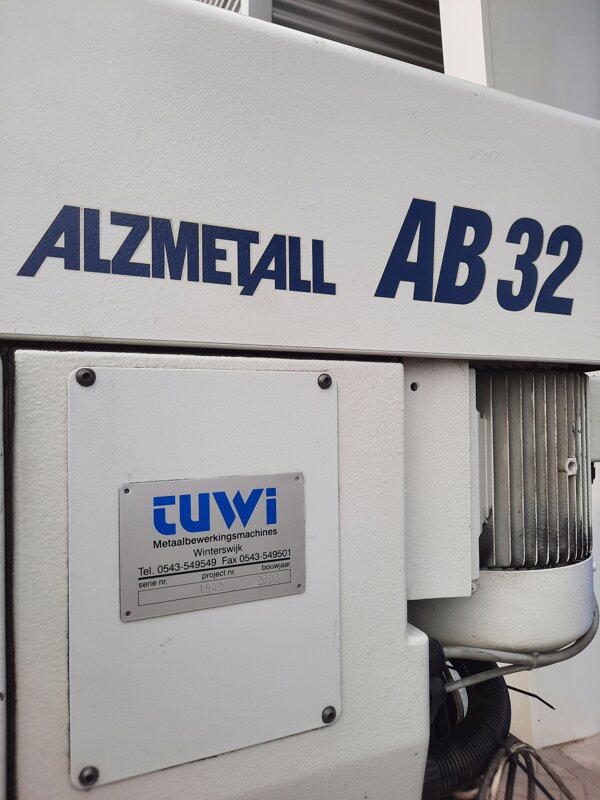 ALZMETALL AB 32
tuwi
Metaalbewerkingsmachines
Winterswijk
Tel. 0543-549549 Fax 0543-549501
serie nr. project nr. bouwjaar